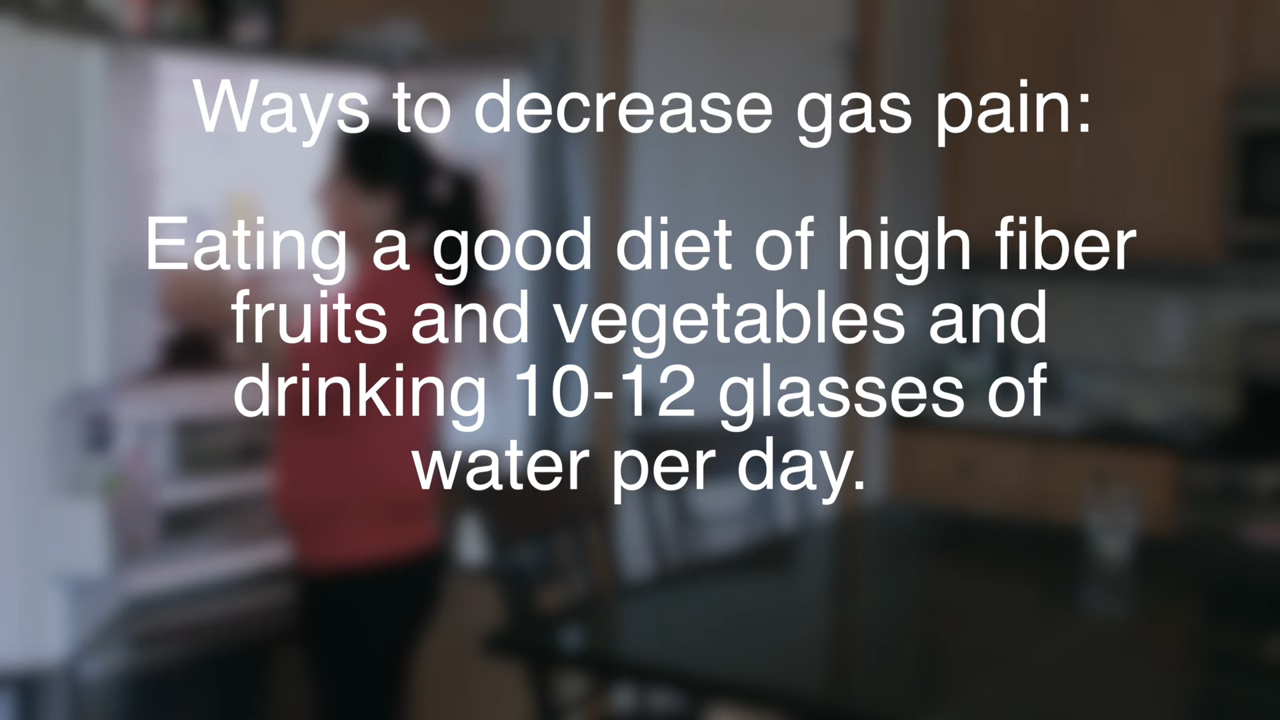 Ways to decrease gas pain:
Eating a good diet of high fiber
fruits and vegetables and
drinking 10-12 glasses of
water per day.